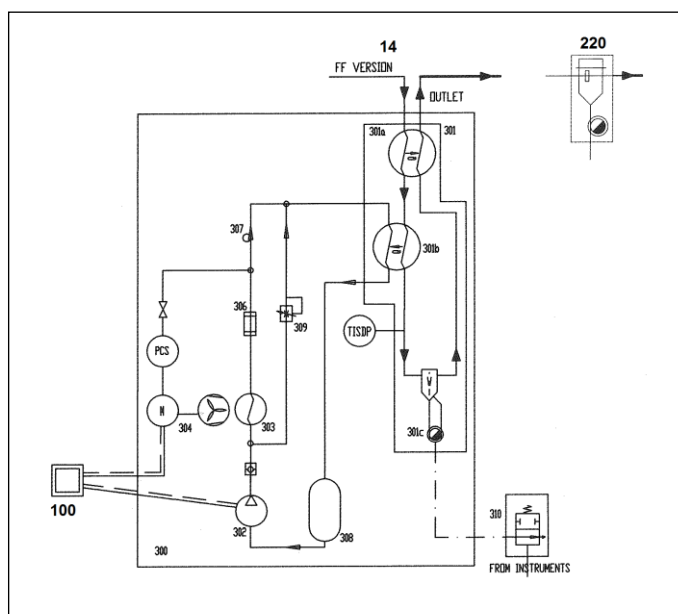 14
220
FF VERSION
OUTLET
301a
301
307
301b
306
309
TISDP
PCS
M
304
303
301c
100
302
308
310
300
FROM INSTRUMENTS